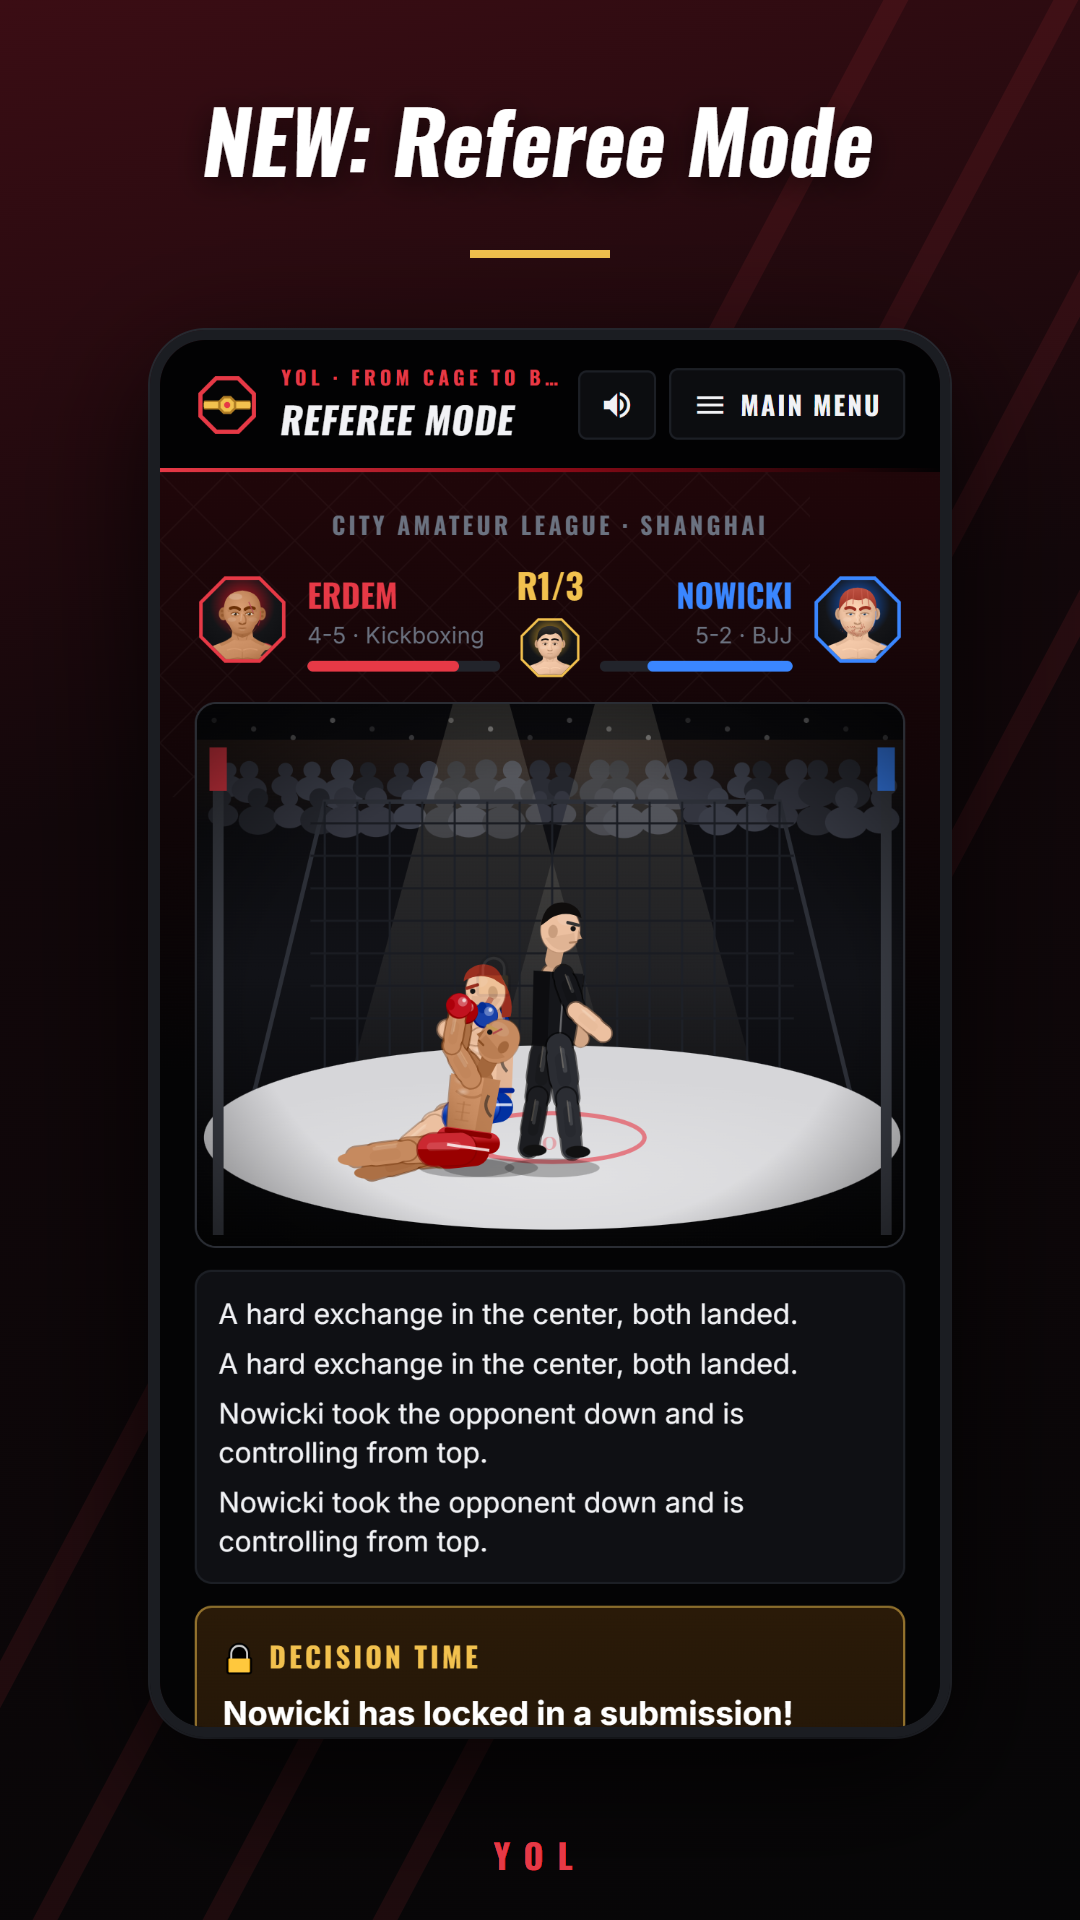 NEW: Referee Mode
YOL · FROM CAGE TO B...
REFEREE MODE
MAIN MENU
CITY AMATEUR LEAGUE · SHANGHAI
ERDEM
4-5 · Kickboxing
R1/3
NOWICKI
5-2 · BJJ
A hard exchange in the center, both landed.
A hard exchange in the center, both landed.
Nowicki took the opponent down and is
controlling from top.
Nowicki took the opponent down and is
controlling from top.
DECISION TIME
Nowicki has locked in a submission!
YOL